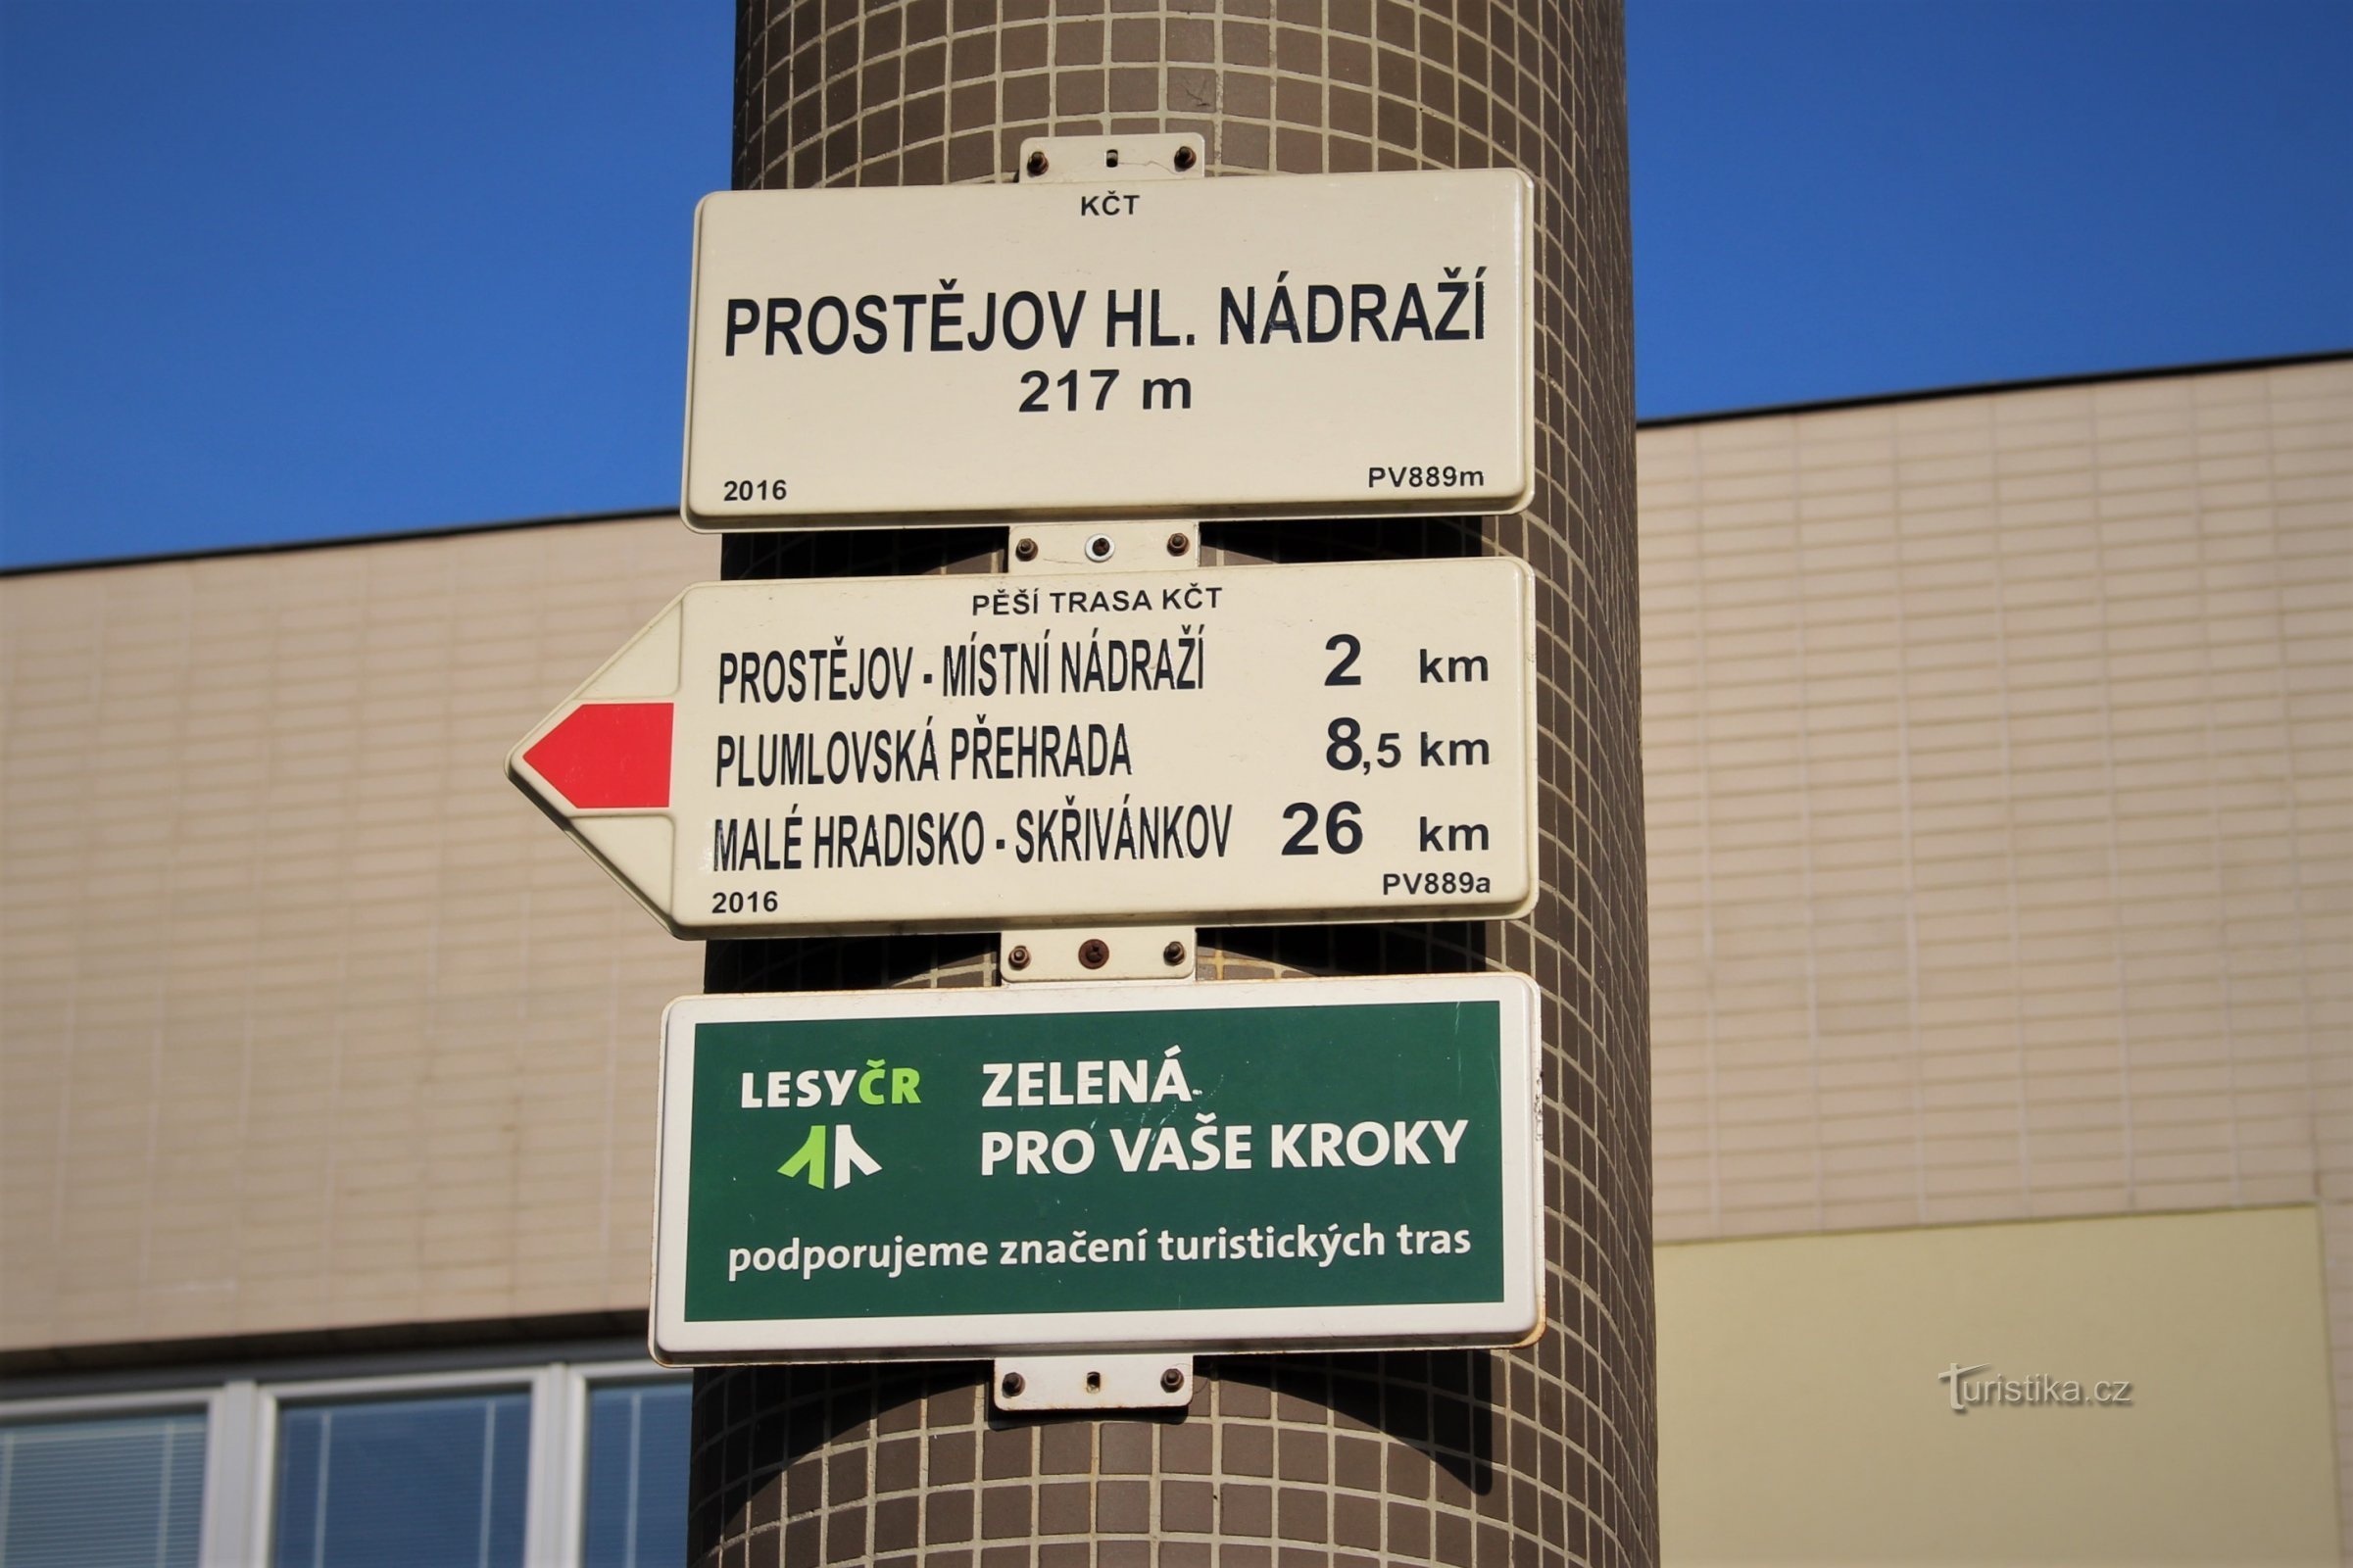 KČT
PROSTĚJOV HL. NÁDRAŽÍ
217 m
2016 PV889m
PĚŠÍ TRASA KČT
PROSTĚJOV - MÍSTNÍ NÁDRAŽÍ 2 km
PLUMLOVSKÁ PŘEHRADA 8,5 km
MALÉ HRADISKO - SKŘIVÁNKOV 26 km
2016 PV889a
LESYČR ZELENÁ
PRO VAŠE KROKY
podporujeme značení turistických tras
Turistika.cz